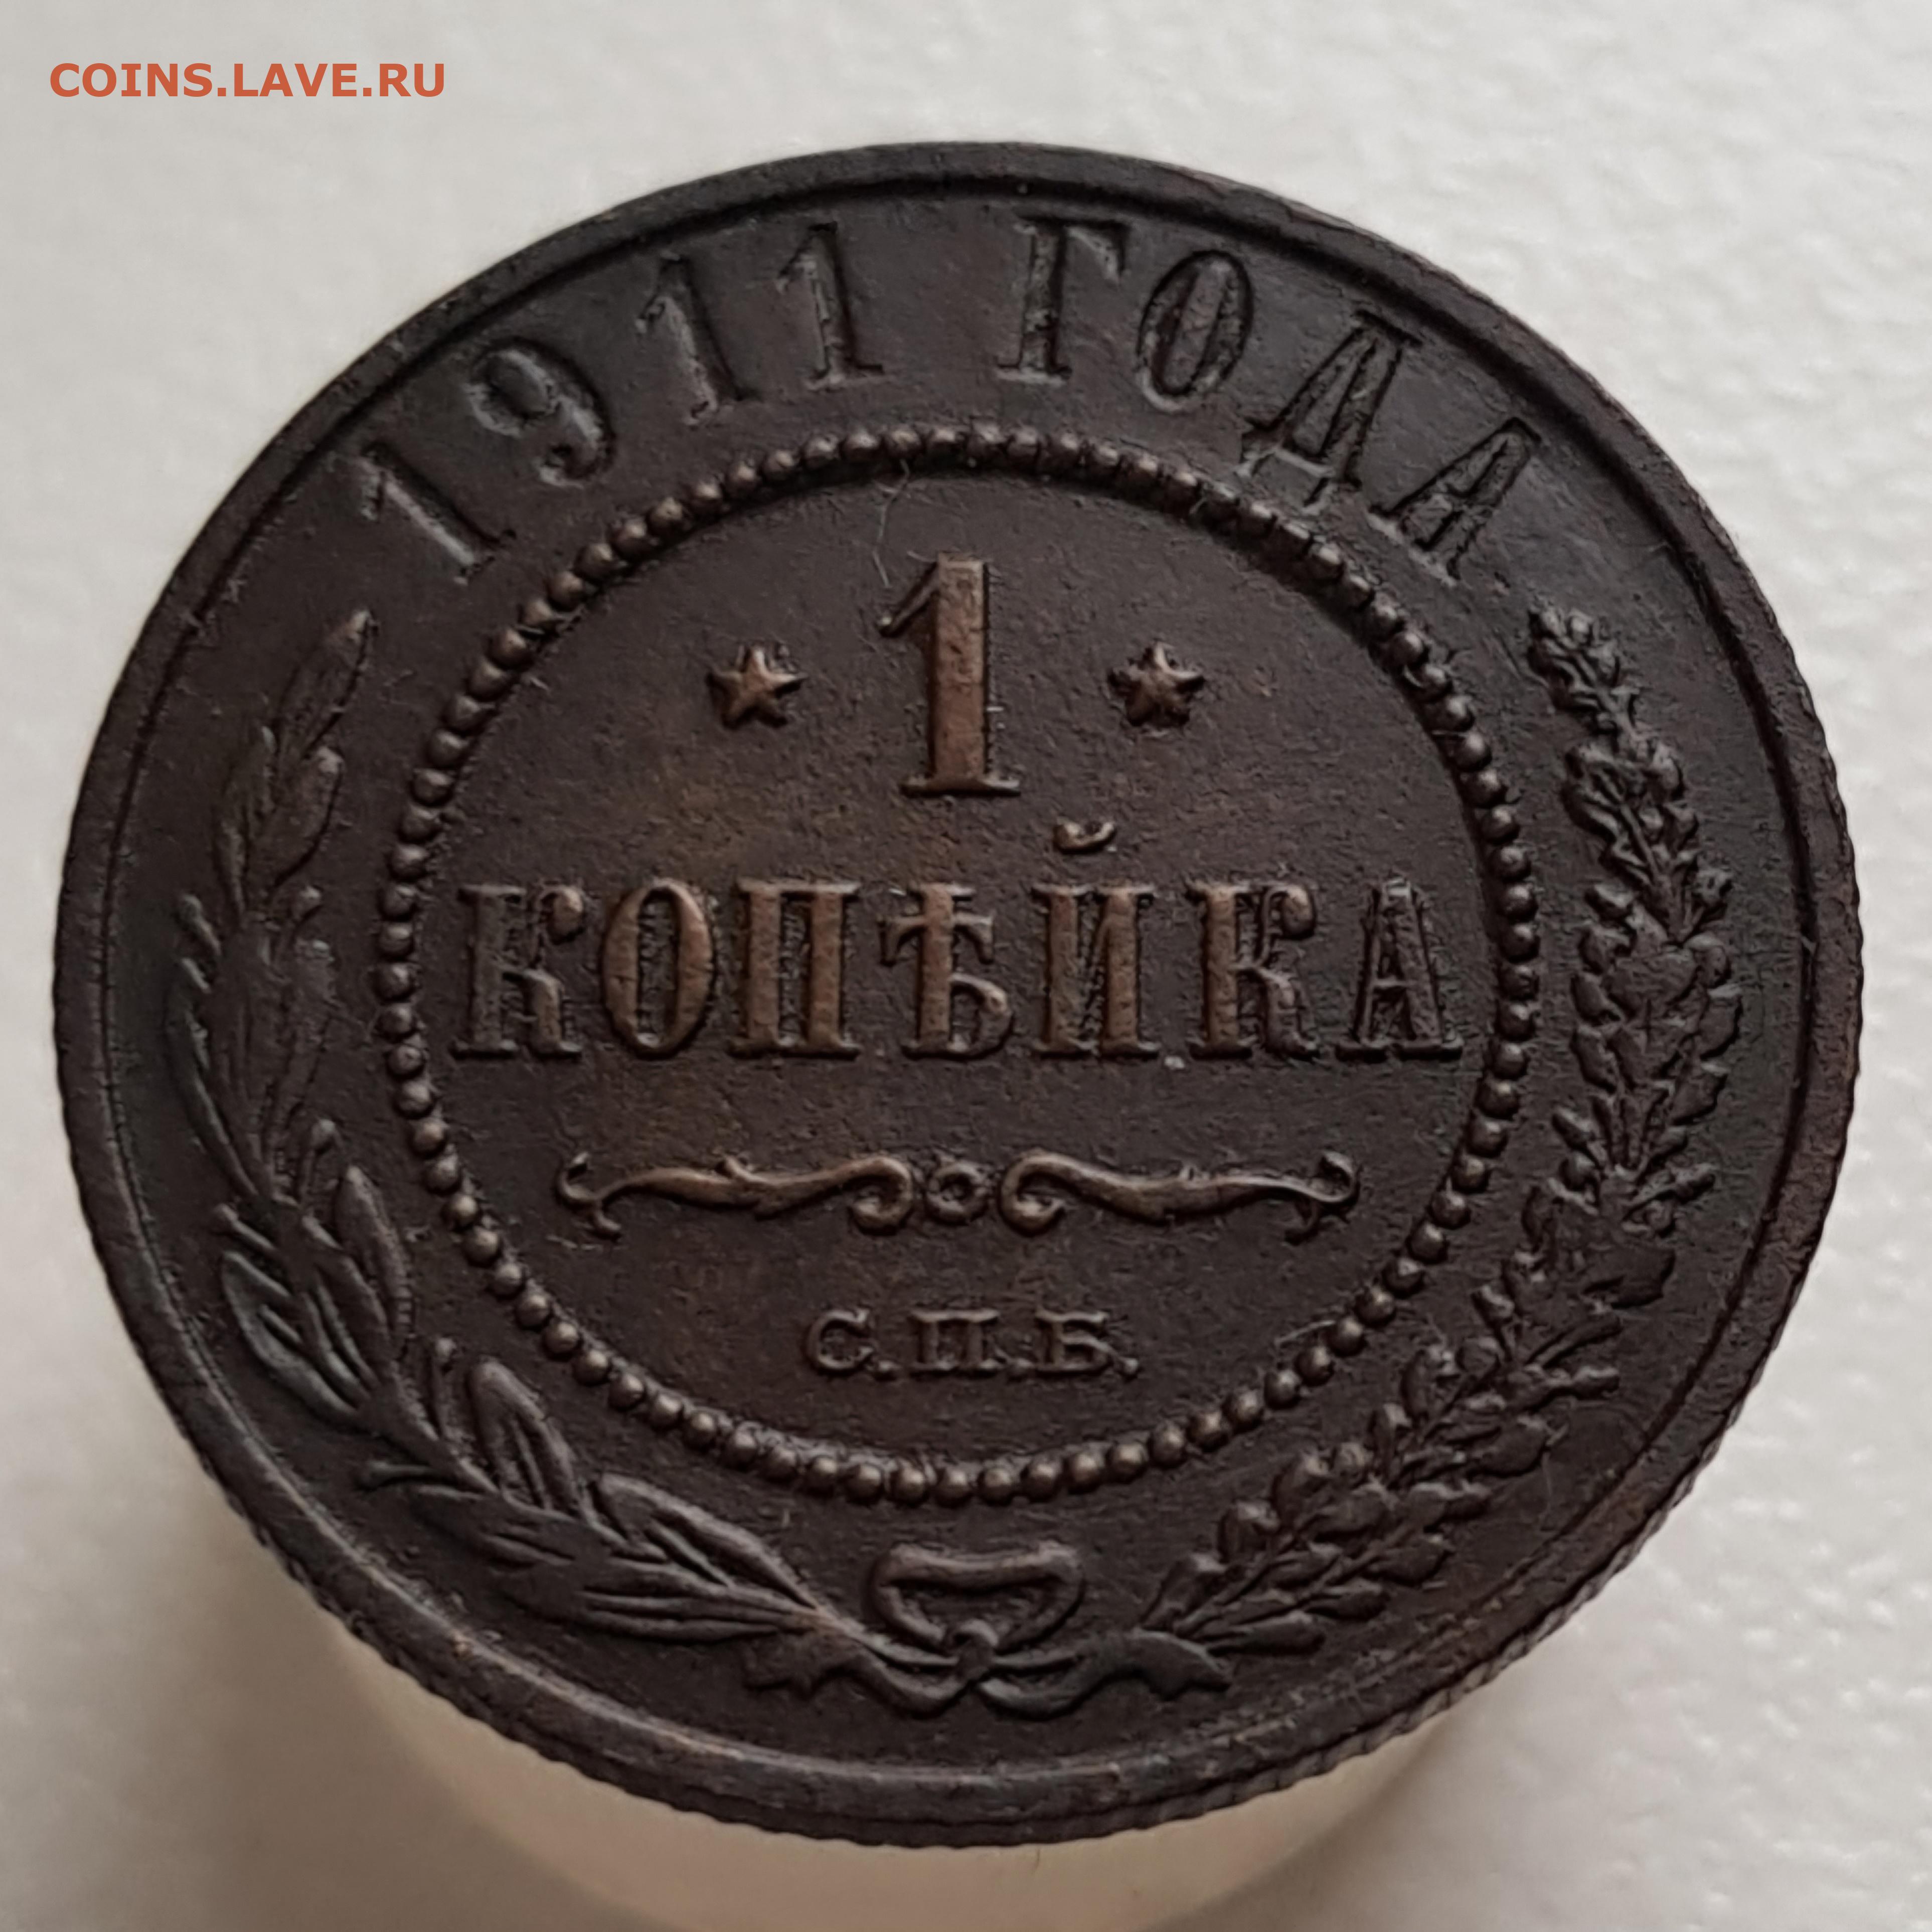 COINS.LAVE.RU
1911 ГОДА
* 1 *
КОПѢЙКА
С.П.Б.